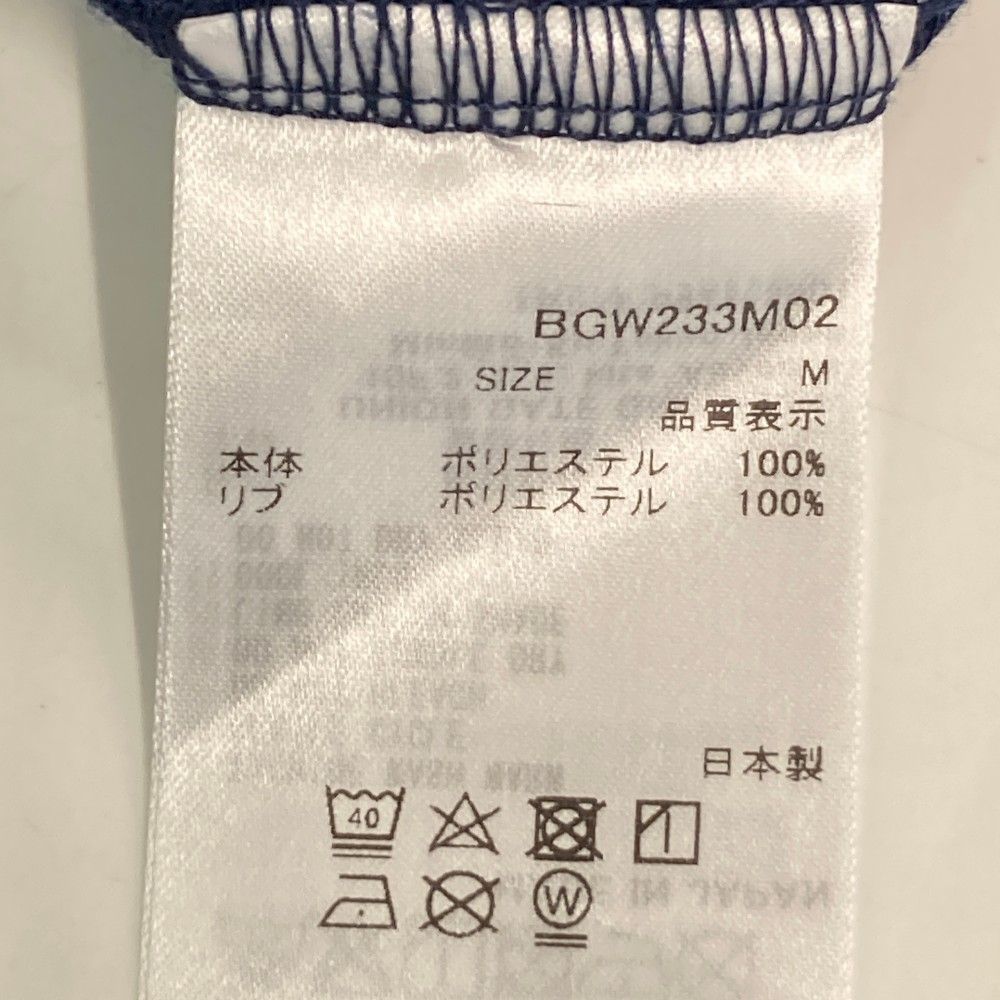 BGW233M02
SIZE M
品質表示
本体 ポリエステル 100%
リブ ポリエステル 100%
日本製
40
W